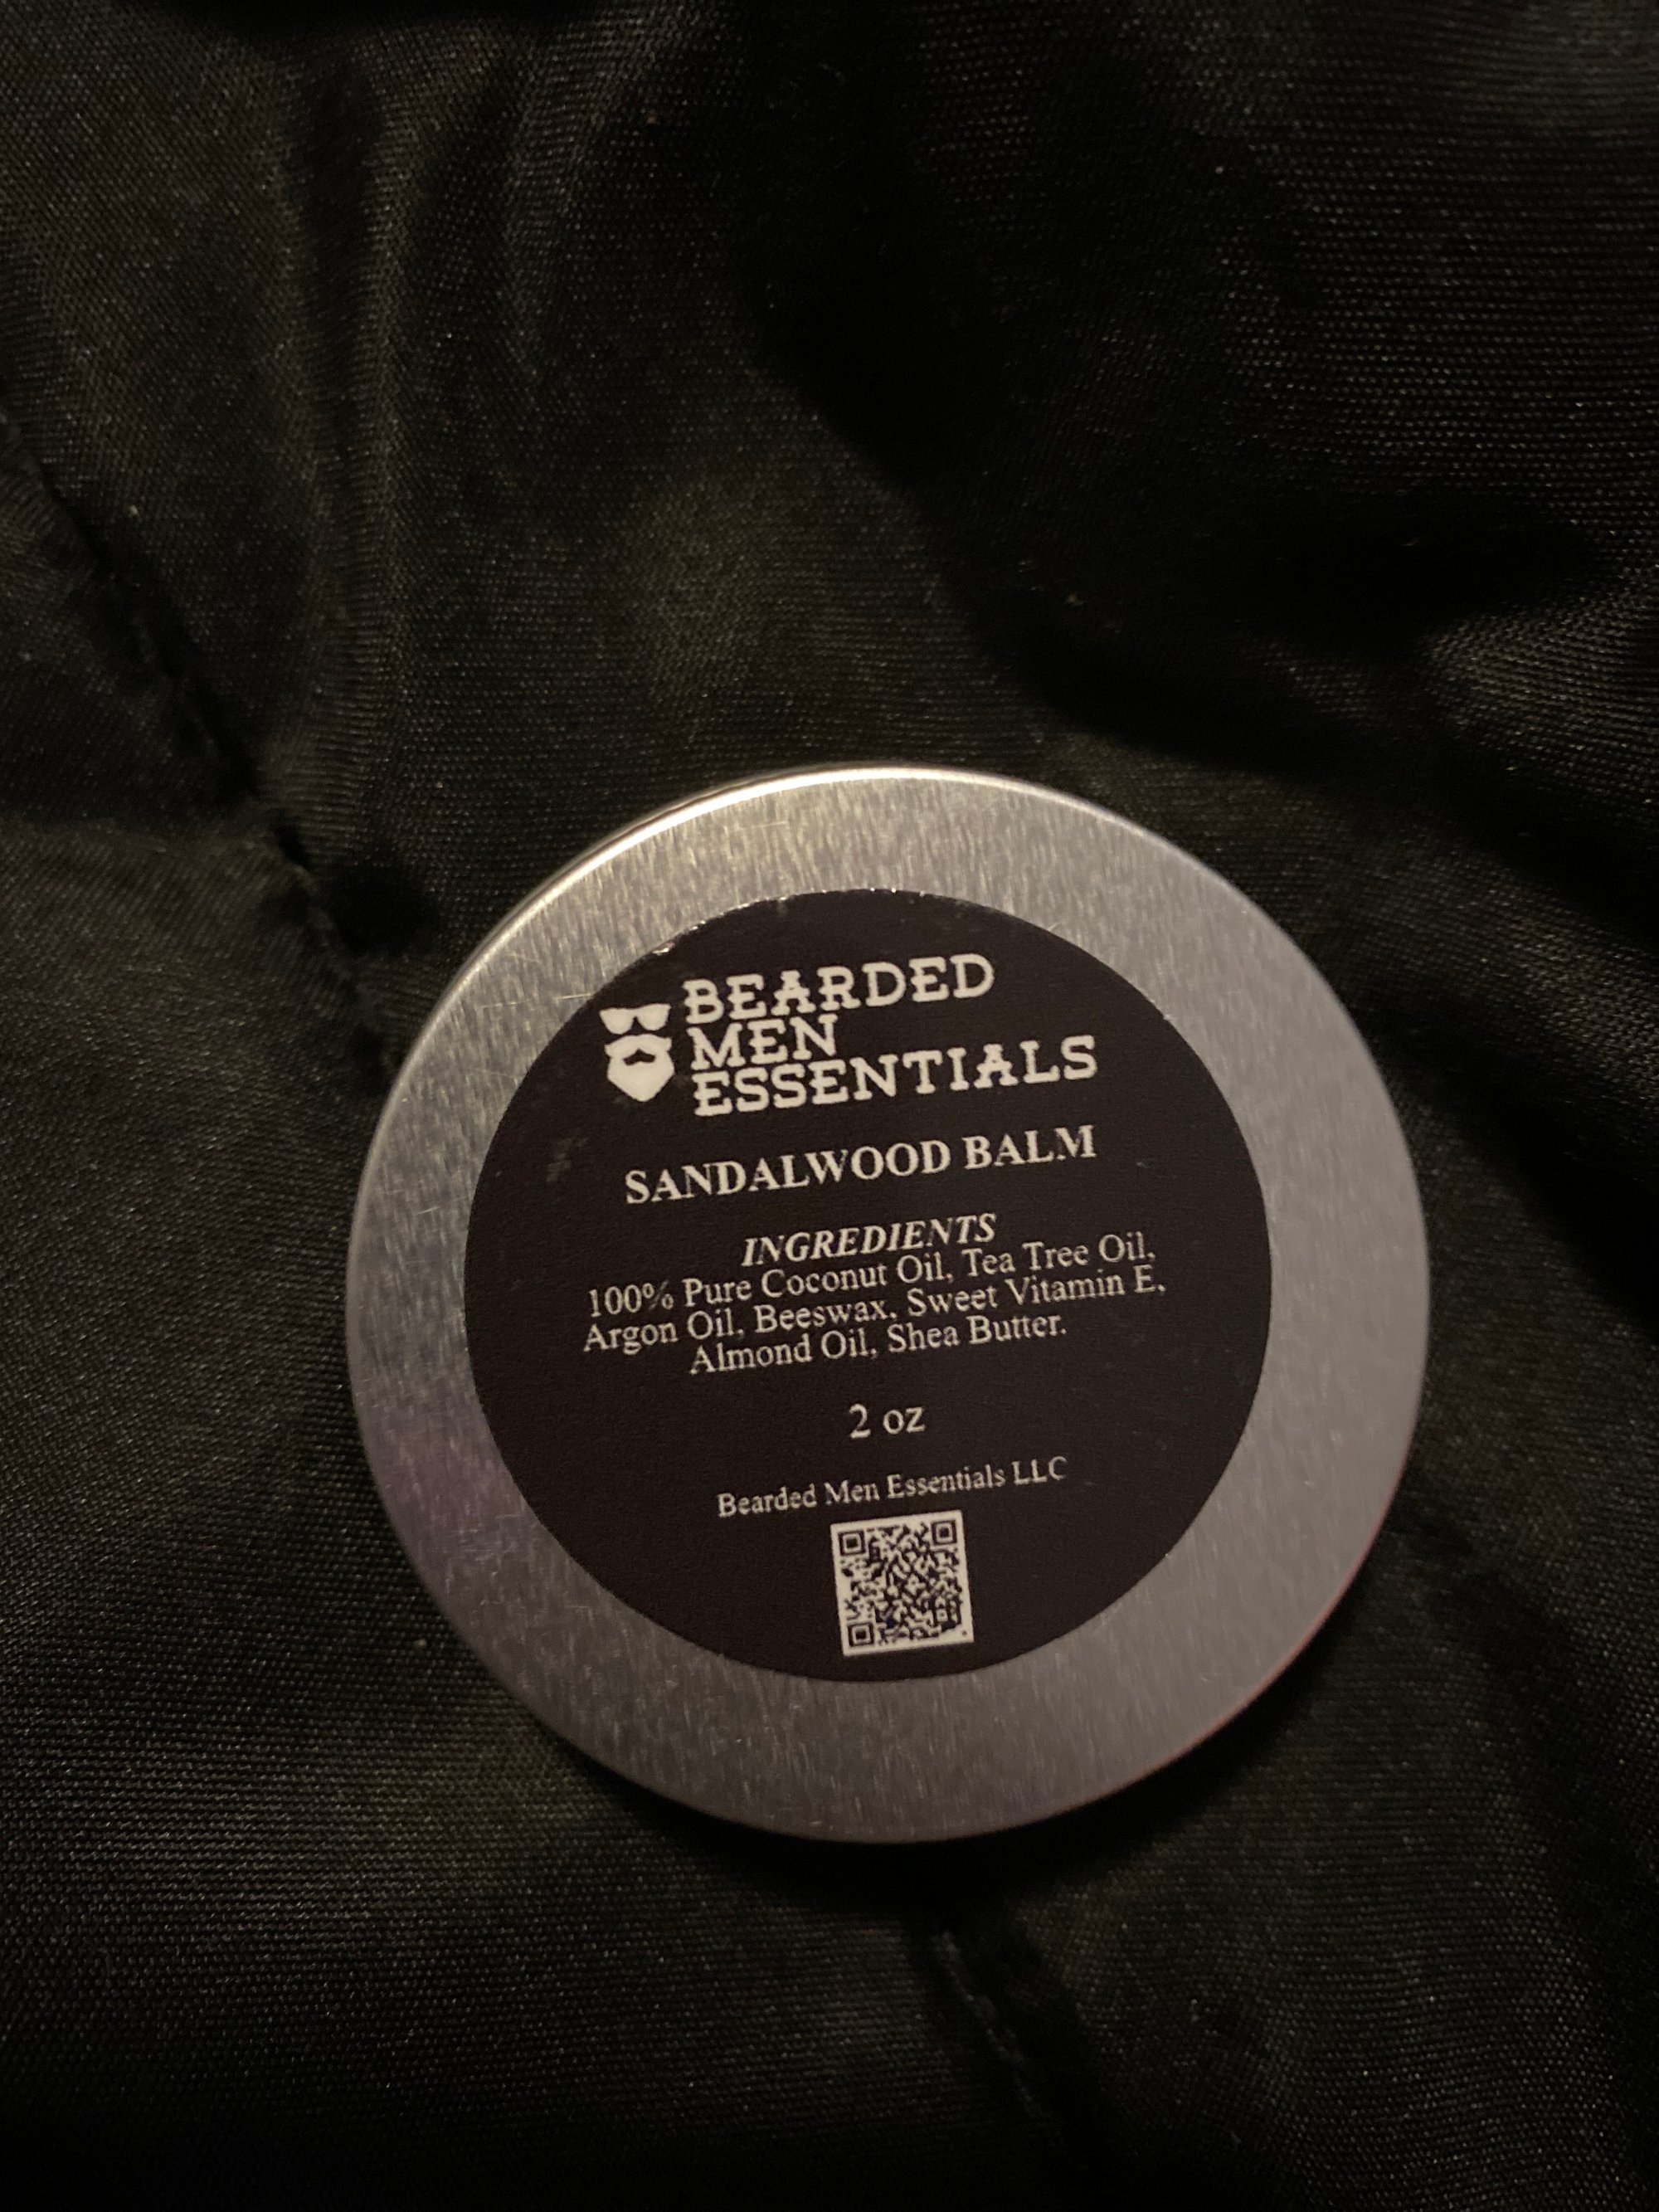 BEARDED
MEN
ESSENTIALS
SANDALWOOD BALM
INGREDIENTS
100% Pure Coconut Oil, Tea Tree Oil,
Argon Oil, Beeswax, Sweet Vitamin E,
Almond Oil, Shea Butter.
2 oz
Bearded Men Essentials LLC